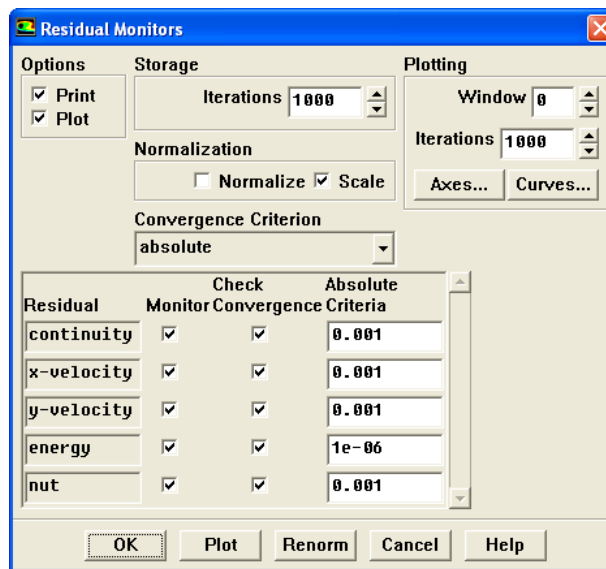 Residual Monitors
Options
Print
Plot
Storage
Iterations 1000
Normalization
Normalize Scale
Convergence Criterion
absolute
Plotting
Window 0
Iterations 1000
Axes... Curves...
Residual Monitor Check Convergence Absolute Criteria
continuity 0.001
x-velocity 0.001
y-velocity 0.001
energy 1e-06
nut 0.001
OK Plot Renorm Cancel Help